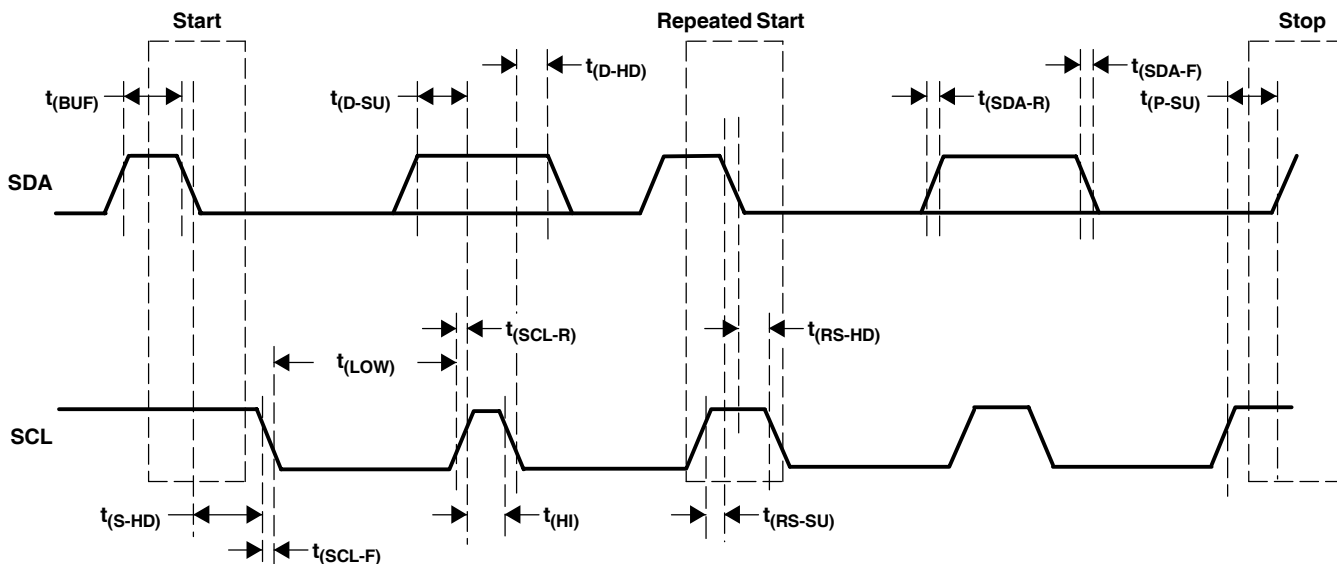 Start
Repeated Start
Stop
t(BUF)
t(D-SU)
t(D-HD)
t(SDA-R)
t(SDA-F)
t(P-SU)
SDA
t(SCL-R)
t(RS-HD)
t(LOW)
SCL
t(S-HD)
t(HI)
t(RS-SU)
t(SCL-F)